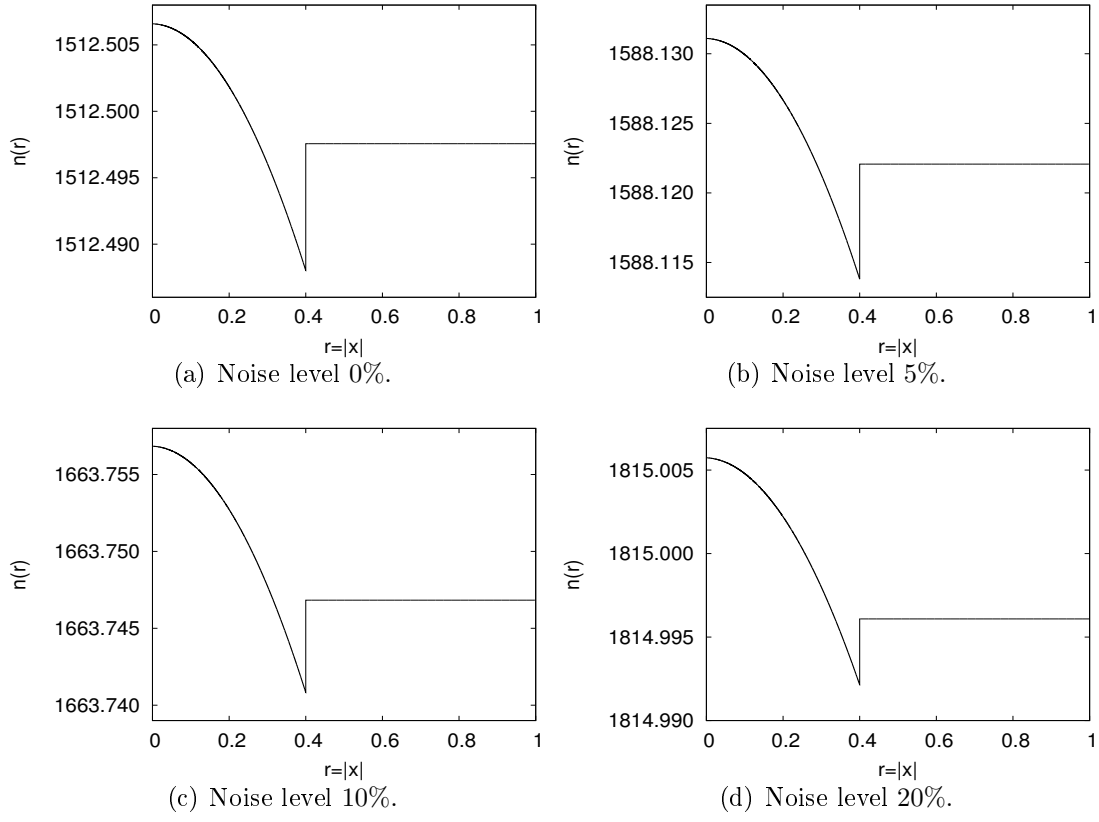 1512.505
1512.500
1512.495
1512.490
n(r)
0 0.2 0.4 0.6 0.8 1
r=|x|
(a) Noise level 0%.
1588.130
1588.125
1588.120
1588.115
n(r)
0 0.2 0.4 0.6 0.8 1
r=|x|
(b) Noise level 5%.
1663.755
1663.750
1663.745
1663.740
n(r)
0 0.2 0.4 0.6 0.8 1
r=|x|
(c) Noise level 10%.
1815.005
1815.000
1814.995
1814.990
n(r)
0 0.2 0.4 0.6 0.8 1
r=|x|
(d) Noise level 20%.